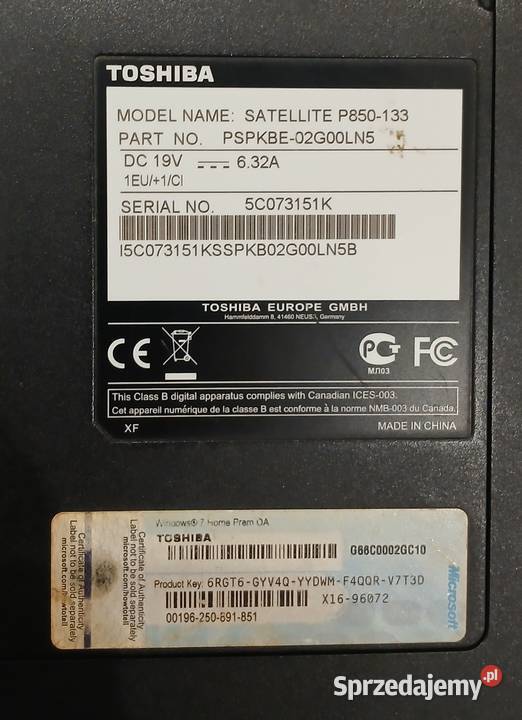 TOSHIBA
MODEL NAME: SATELLITE P850-133
PART NO. PSPKBE-02G00LN5
DC 19V 6.32A
1EU/+1/CI
SERIAL NO. 5C073151K
I5C073151KSSPKB02G00LN5B
TOSHIBA EUROPE GMBH
Hammfelddamm 8, 41460 NEUSS, Germany
CE
PCT
FC
МЛ03
This Class B digital apparatus complies with Canadian ICES-003.
Cet appareil numérique de la classe B est conforme à la norme NMB-003 du Canada.
XF MADE IN CHINA
Certificate of Authenticity
Label not to be sold separately
microsoft.com/howtotell
Certificate of Authenticity
Label not to be sold separately
microsoft.com/howtotell
Windows® 7 Home Prem OA
TOSHIBA
G66C0002GC10
Product Key: 6RGT6-GYV4Q-YYDWM-F4QQR-V7T3D
X16-96072
00196-250-891-851
Microsoft
Sprzedajemy.pl